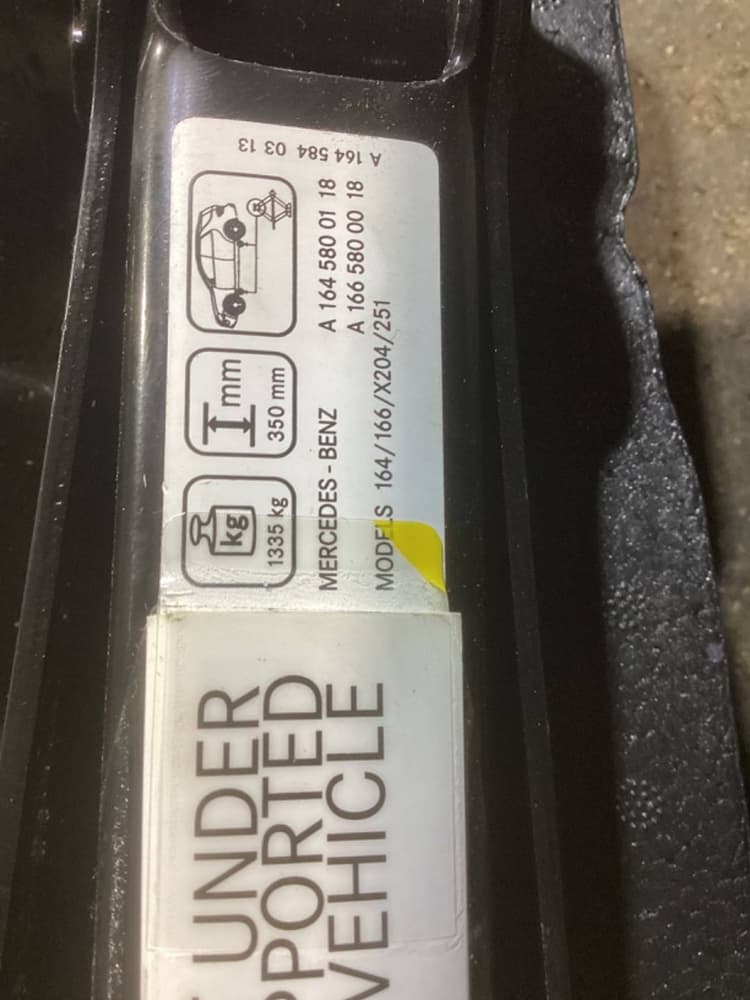 kg
1335 kg
mm
350 mm
MERCEDES - BENZ
MODELS 164/166/X204/251
A 164 580 01 18
A 166 580 00 18
A 164 584 03 13
UNDER
VEHICLE